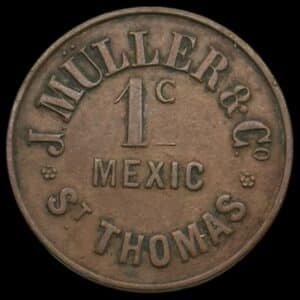 J. MÜLLER & Cº
1 C
MEXIC
ST THOMAS